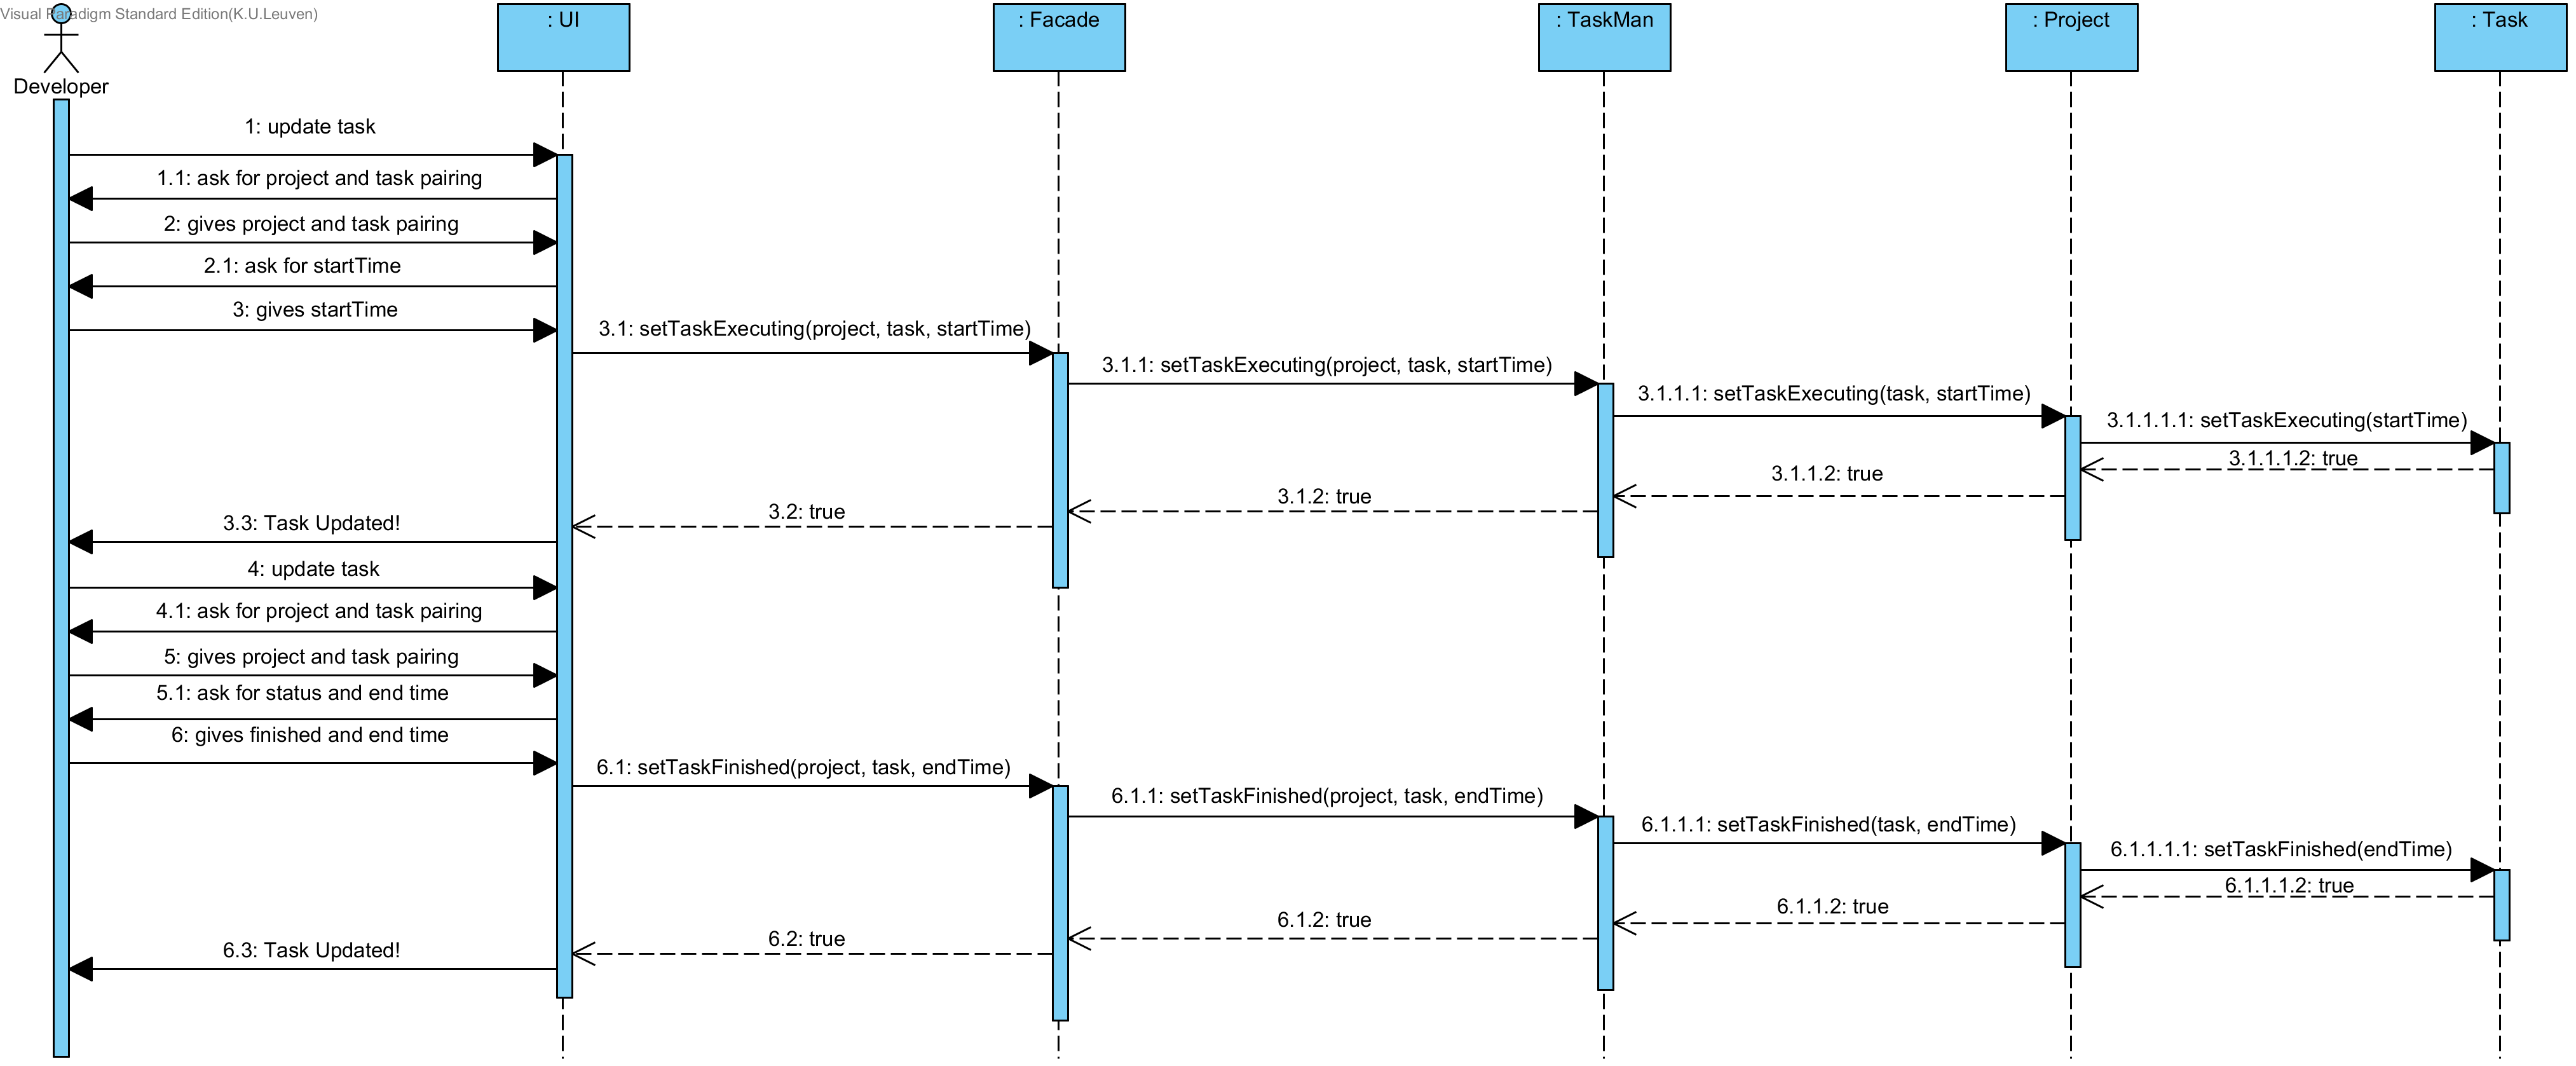 Visual Paradigm Standard Edition(K.U.Leuven)
: UI
: Facade
: TaskMan
: Project
: Task
Developer
1: update task
1.1: ask for project and task pairing
2: gives project and task pairing
2.1: ask for startTime
3: gives startTime
3.1: setTaskExecuting(project, task, startTime)
3.1.1: setTaskExecuting(project, task, startTime)
3.1.1.1: setTaskExecuting(task, startTime)
3.1.1.1.1: setTaskExecuting(startTime)
3.1.1.1.2: true
3.1.1.2: true
3.1.2: true
3.2: true
3.3: Task Updated!
4: update task
4.1: ask for project and task pairing
5: gives project and task pairing
5.1: ask for status and end time
6: gives finished and end time
6.1: setTaskFinished(project, task, endTime)
6.1.1: setTaskFinished(project, task, endTime)
6.1.1.1: setTaskFinished(task, endTime)
6.1.1.1.1: setTaskFinished(endTime)
6.1.1.1.2: true
6.1.1.2: true
6.1.2: true
6.2: true
6.3: Task Updated!